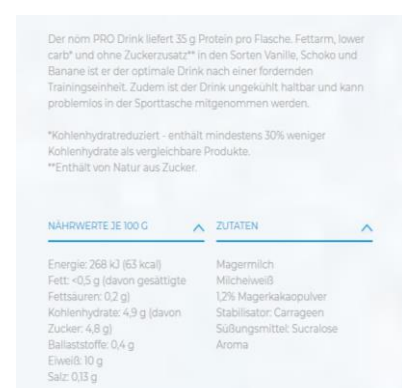 Der nöm PRO Drink liefert 35 g Protein pro Flasche. Fettarm, lower
carb* und ohne Zuckerzusatz** in den Sorten Vanille, Schoko und
Banane ist er der optimale Drink nach einer fordernden
Trainingseinheit. Zudem ist der Drink ungekühlt haltbar und kann
problemlos in der Sporttasche mitgenommen werden.
*Kohlenhydratreduziert - enthält mindestens 30% weniger
Kohlenhydrate als vergleichbare Produkte.
**Enthält von Natur aus Zucker.
NÄHRWERTE JE 100 G
Energie: 268 kJ (63 kcal)
Fett: <0,5 g (davon gesättigte
Fettsäuren: 0,2 g)
Kohlenhydrate: 4,9 g (davon
Zucker: 4,8 g)
Ballaststoffe: 0,4 g
Eiweiß: 10 g
Salz: 0,13 g
ZUTATEN
Magermilch
Milcheiweiß
1,2% Magerkakaopulver
Stabilisator: Carrageen
Süßungsmittel: Sucralose
Aroma